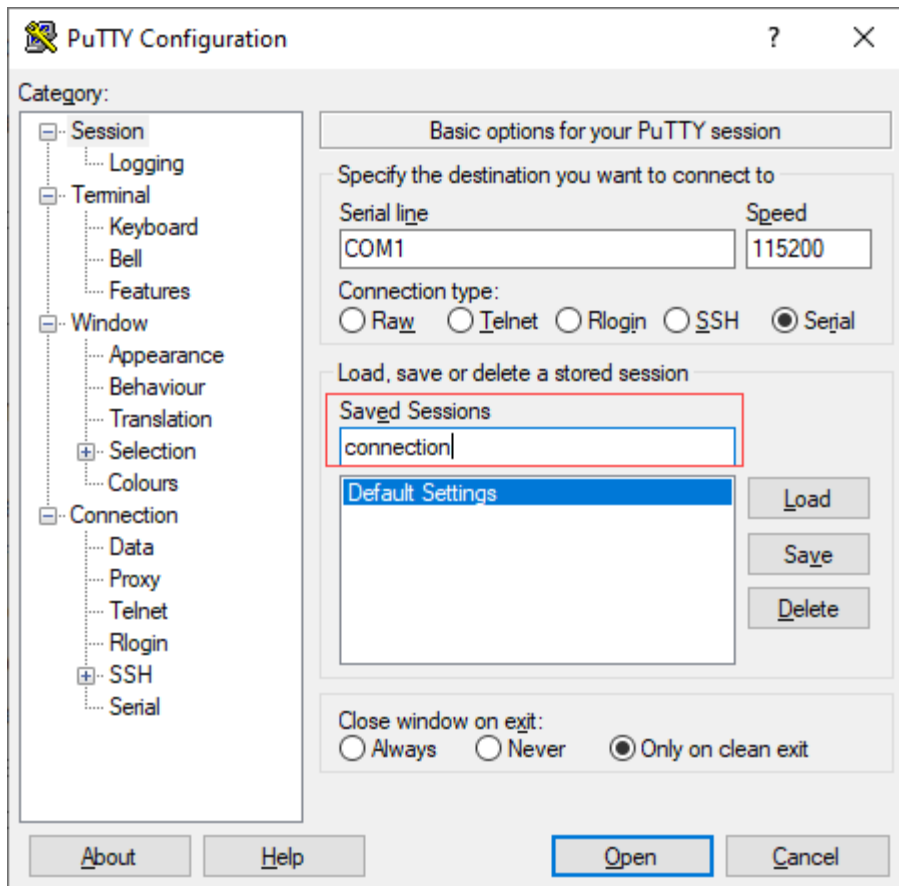 PuTTY Configuration
?
Category:
Session
Logging
Terminal
Keyboard
Bell
Features
Window
Appearance
Behaviour
Translation
Selection
Colours
Connection
Data
Proxy
Telnet
Rlogin
SSH
Serial
Basic options for your PuTTY session
Specify the destination you want to connect to
Serial line Speed
COM1 115200
Connection type:
Raw Telnet Rlogin SSH Serial
Load, save or delete a stored session
Saved Sessions
connection
Default Settings
Load
Save
Delete
Close window on exit:
Always Never Only on clean exit
About Help Open Cancel